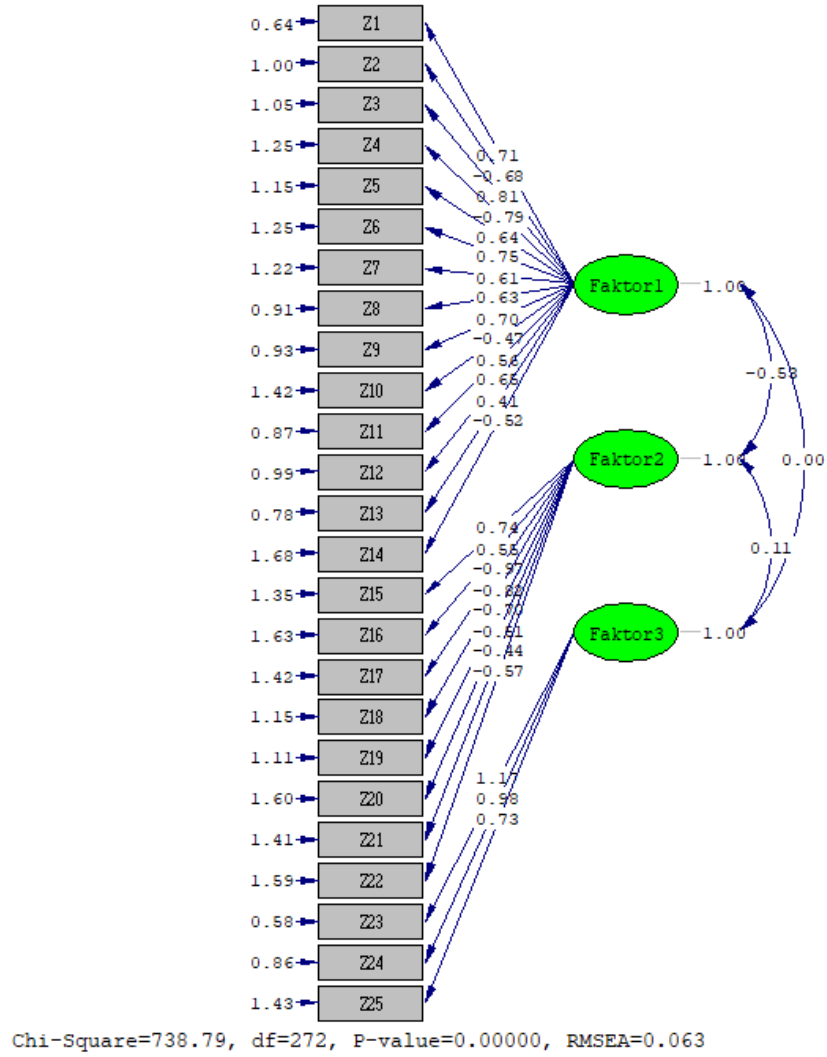 0.64 Z1
1.00 Z2
1.05 Z3
1.25 Z4
1.15 Z5
1.25 Z6
1.22 Z7
0.91 Z8
0.93 Z9
1.42 Z10
0.87 Z11
0.99 Z12
0.78 Z13
1.68 Z14
1.35 Z15
1.63 Z16
1.42 Z17
1.15 Z18
1.11 Z19
1.60 Z20
1.41 Z21
1.59 Z22
0.58 Z23
0.86 Z24
1.43 Z25
0.71
-0.68
0.81
-0.79
0.64
0.75
0.61
0.63
0.70
-0.47
0.65
0.41
-0.52
0.74
0.55
-0.97
-0.70
-0.51
-0.44
-0.57
1.17
0.98
0.73
Faktor1 1.00
Faktor2 1.00 0.00
0.11
Faktor3 1.00
Chi-Square=738.79, df=272, P-value=0.00000, RMSEA=0.063